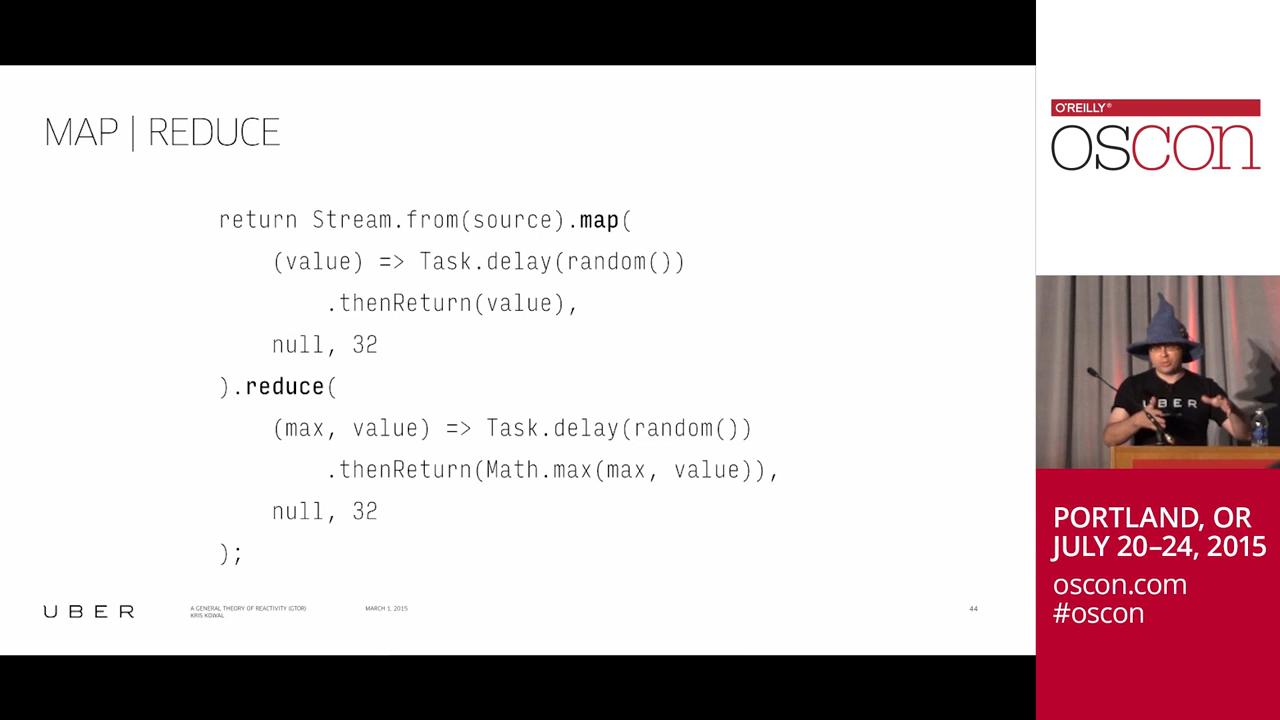 MAP | REDUCE
return Stream.from(source).map(
(value) => Task.delay(random())
.thenReturn(value),
null, 32
).reduce(
(max, value) => Task.delay(random())
.thenReturn(Math.max(max, value)),
null, 32
);
UBER
A GENERAL THEORY OF REACTIVITY (GTOR)
KRIS KOWAL
MARCH 1, 2015
44
O'REILLY®
OSCON
UBER
PORTLAND, OR
JULY 20–24, 2015
oscon.com
#oscon